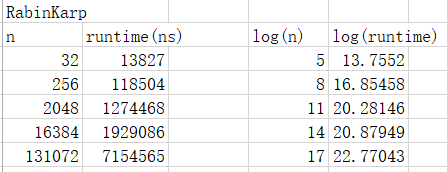 RabinKarp
n runtime(ns) log(n) log(runtime)
32 13827 5 13.7552
256 118504 8 16.85458
2048 1274468 11 20.28146
16384 1929086 14 20.87949
131072 7154565 17 22.77043